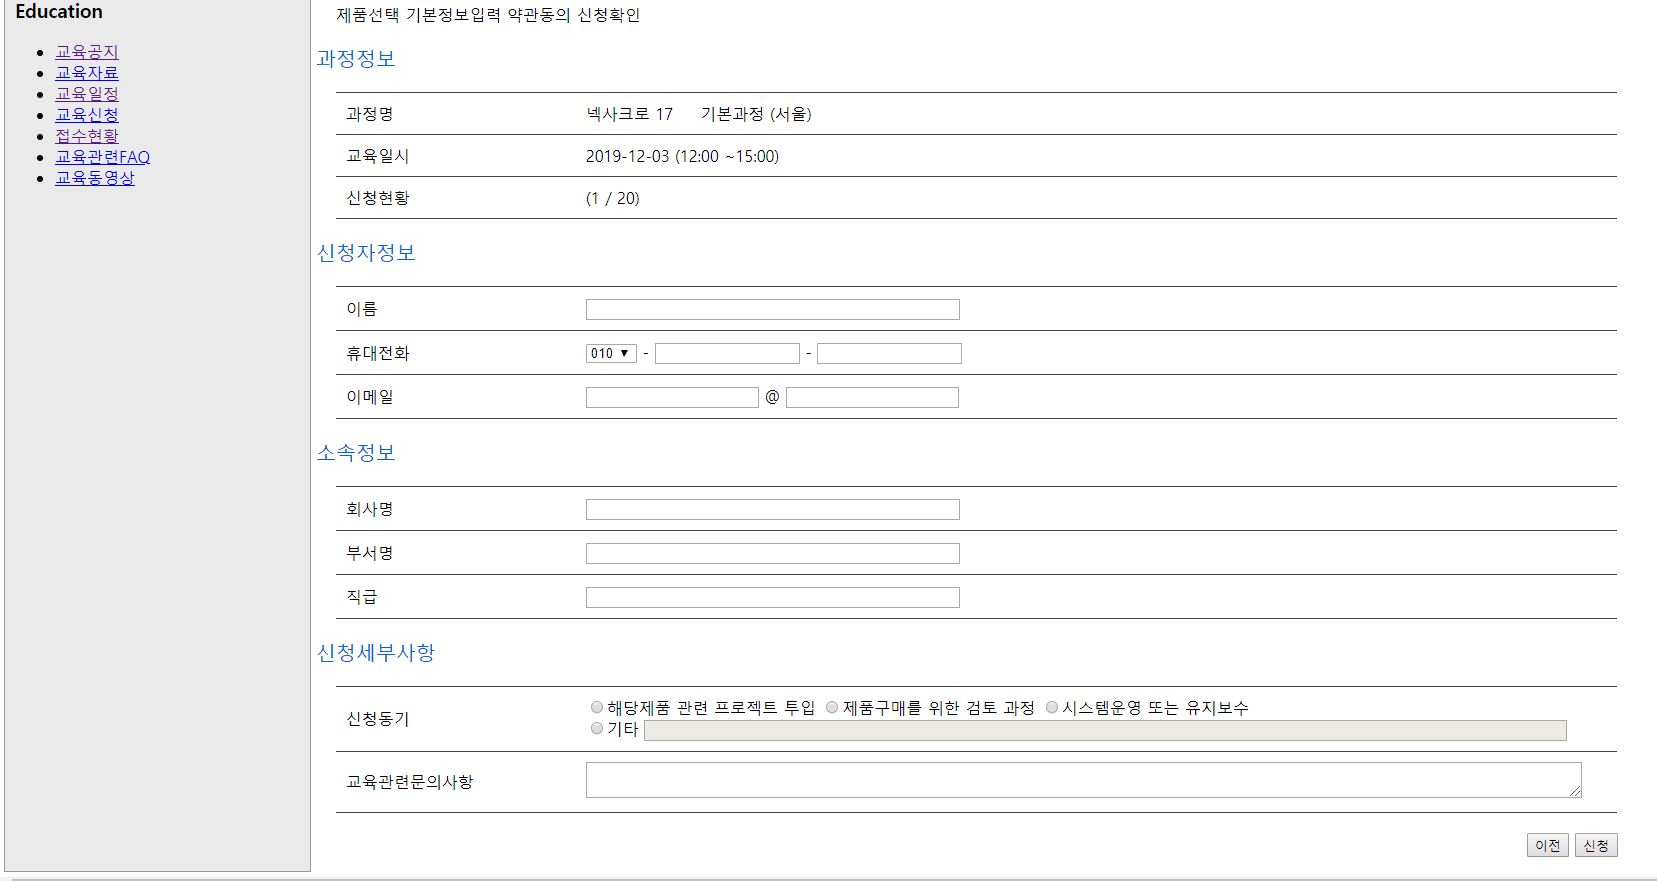 Education
교육공지
교육자료
교육일정
교육신청
접수현황
교육관련FAQ
교육동영상
제품선택 기본정보입력 약관동의 신청확인
과정정보
과정명 넥사크로 17 기본과정 (서울)
교육일시 2019-12-03 (12:00 ~15:00)
신청현황 (1 / 20)
신청자정보
이름
휴대전화 010 - -
이메일 @
소속정보
회사명
부서명
직급
신청세부사항
신청동기 해당제품 관련 프로젝트 투입 제품구매를 위한 검토 과정 시스템운영 또는 유지보수
기타
교육관련문의사항
이전 신청